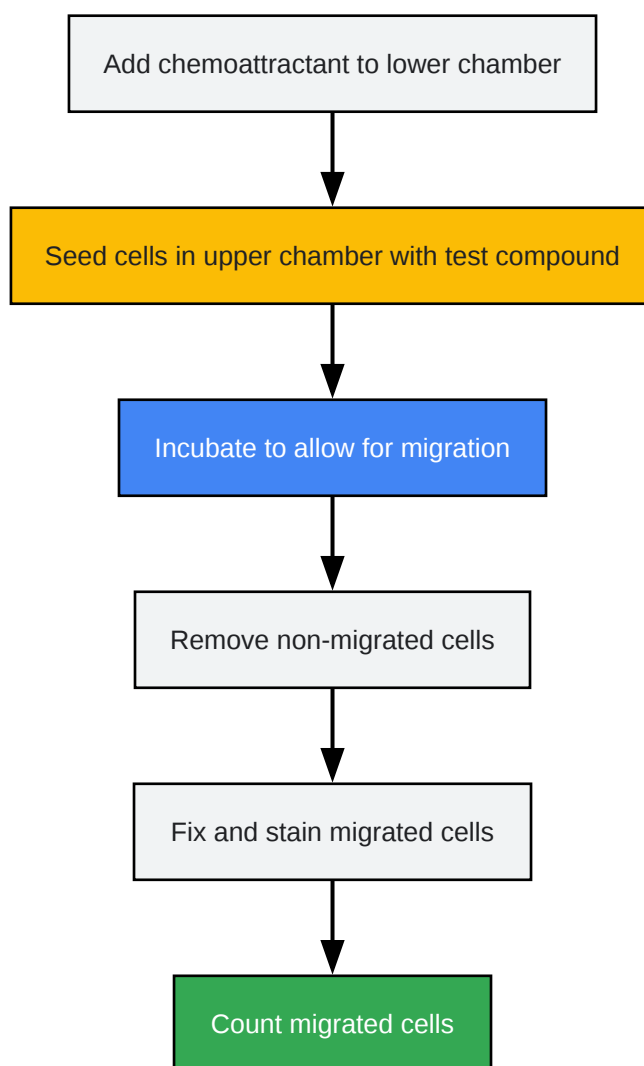 Add chemoattractant to lower chamber
Seed cells in upper chamber with test compound
Incubate to allow for migration
Remove non-migrated cells
Fix and stain migrated cells
Count migrated cells